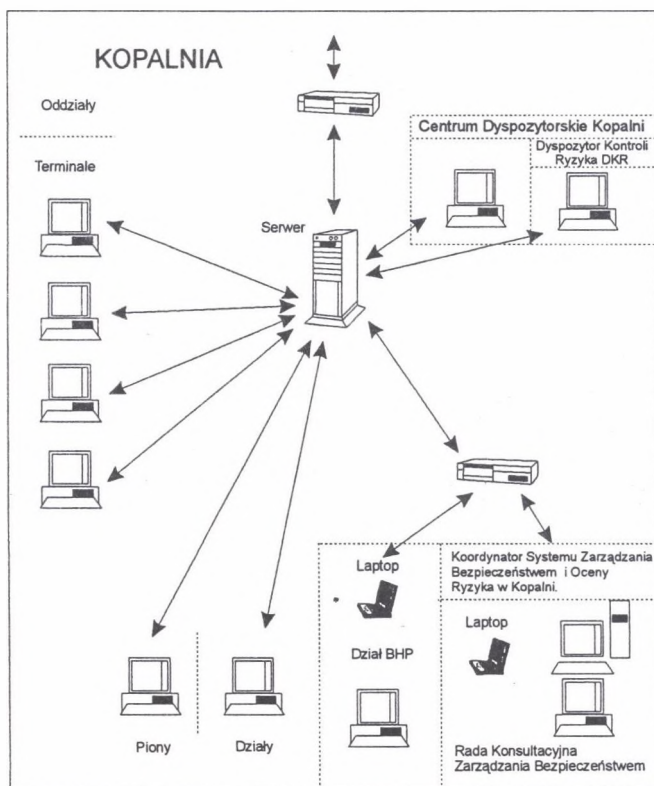 KOPALNIA
Oddziały
Terminale
Serwer
Centrum Dyspozytorskie Kopalni
Dyspozytor Kontroli
Ryzyka DKR
Laptop
Dział BHP
Koordynator Systemu Zarządzania
Bezpieczeństwem i Oceny
Ryzyka w Kopalni.
Laptop
Rada Konsultacyjna
Zarządzania Bezpieczeństwem
Piony
Działy